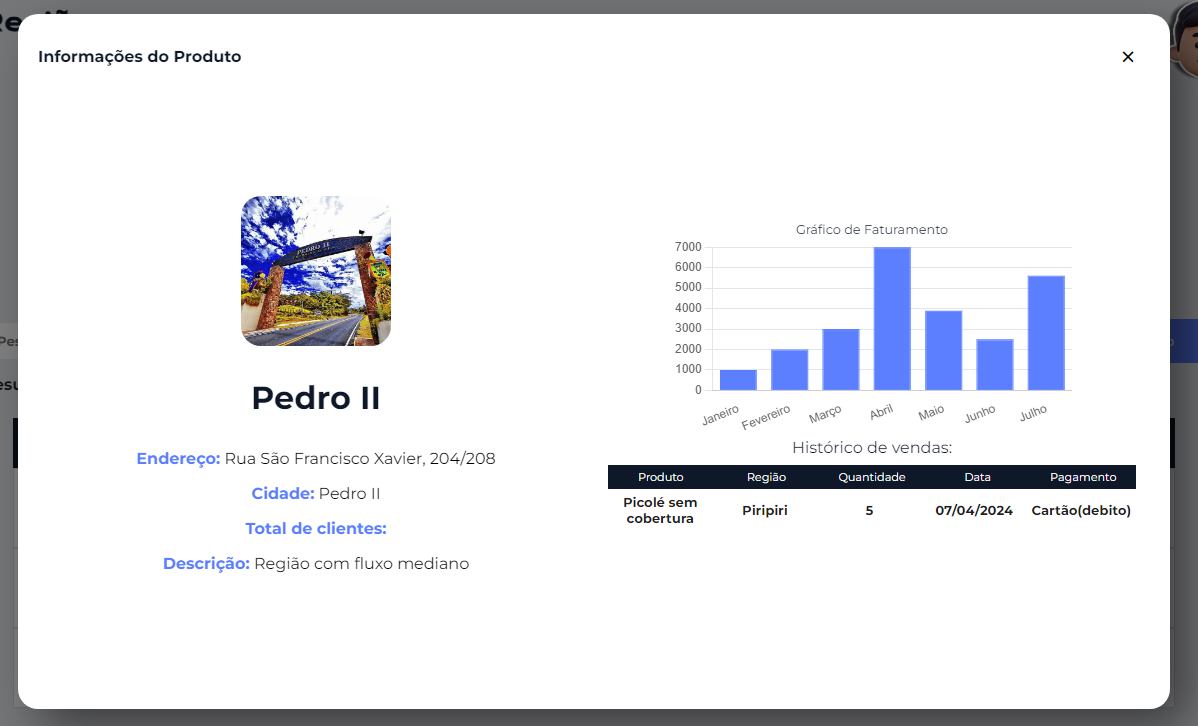 Informações do Produto
PEDRO II
Pedro II
Endereço: Rua São Francisco Xavier, 204/208
Cidade: Pedro II
Total de clientes:
Descrição: Região com fluxo mediano
Gráfico de Faturamento
7000
6000
5000
4000
3000
2000
1000
0
Janeiro Fevereiro Março Abril Maio Junho Julho
Histórico de vendas:
Produto Região Quantidade Data Pagamento
Picolé sem
cobertura Piripiri 5 07/04/2024 Cartão(debito)